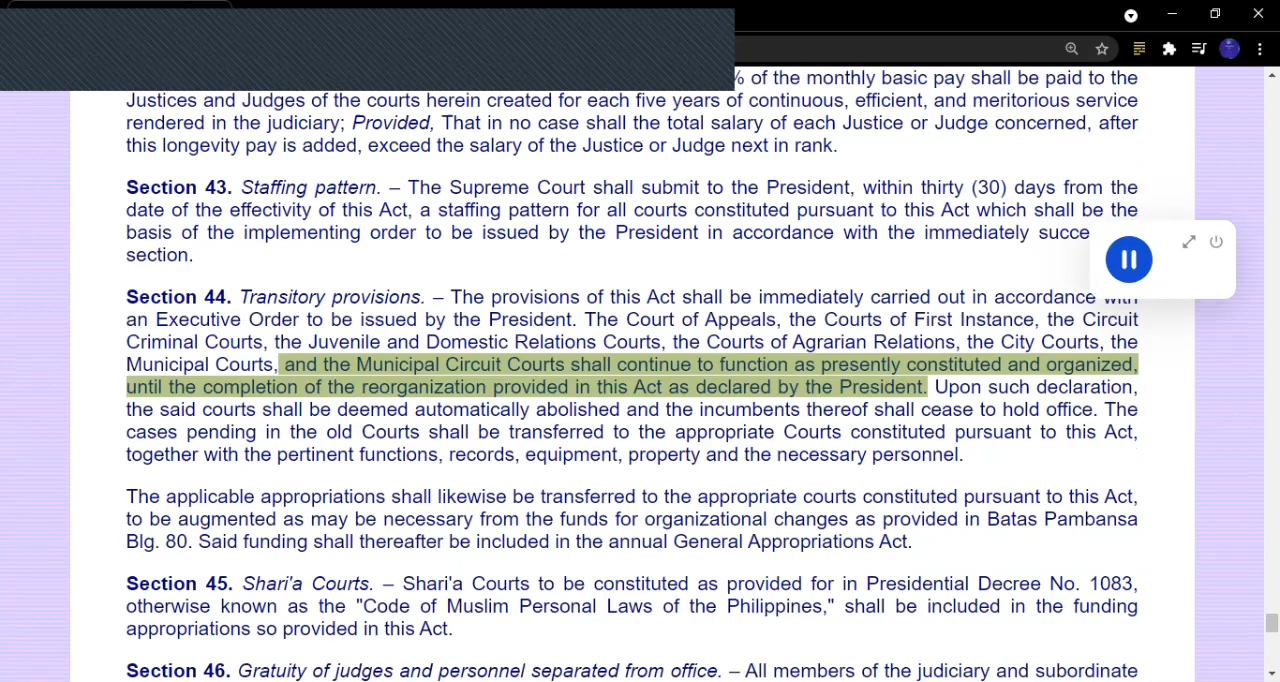 % of the monthly basic pay shall be paid to the
Justices and Judges of the courts herein created for each five years of continuous, efficient, and meritorious service
rendered in the judiciary; Provided, That in no case shall the total salary of each Justice or Judge concerned, after
this longevity pay is added, exceed the salary of the Justice or Judge next in rank.
Section 43. Staffing pattern. – The Supreme Court shall submit to the President, within thirty (30) days from the
date of the effectivity of this Act, a staffing pattern for all courts constituted pursuant to this Act which shall be the
basis of the implementing order to be issued by the President in accordance with the immediately succe
section.
Section 44. Transitory provisions. – The provisions of this Act shall be immediately carried out in accordance with
an Executive Order to be issued by the President. The Court of Appeals, the Courts of First Instance, the Circuit
Criminal Courts, the Juvenile and Domestic Relations Courts, the Courts of Agrarian Relations, the City Courts, the
Municipal Courts, and the Municipal Circuit Courts shall continue to function as presently constituted and organized,
until the completion of the reorganization provided in this Act as declared by the President. Upon such declaration,
the said courts shall be deemed automatically abolished and the incumbents thereof shall cease to hold office. The
cases pending in the old Courts shall be transferred to the appropriate Courts constituted pursuant to this Act,
together with the pertinent functions, records, equipment, property and the necessary personnel.
The applicable appropriations shall likewise be transferred to the appropriate courts constituted pursuant to this Act,
to be augmented as may be necessary from the funds for organizational changes as provided in Batas Pambansa
Blg. 80. Said funding shall thereafter be included in the annual General Appropriations Act.
Section 45. Shari'a Courts. – Shari'a Courts to be constituted as provided for in Presidential Decree No. 1083,
otherwise known as the "Code of Muslim Personal Laws of the Philippines," shall be included in the funding
appropriations so provided in this Act.
Section 46. Gratuity of judges and personnel separated from office. – All members of the judiciary and subordinate